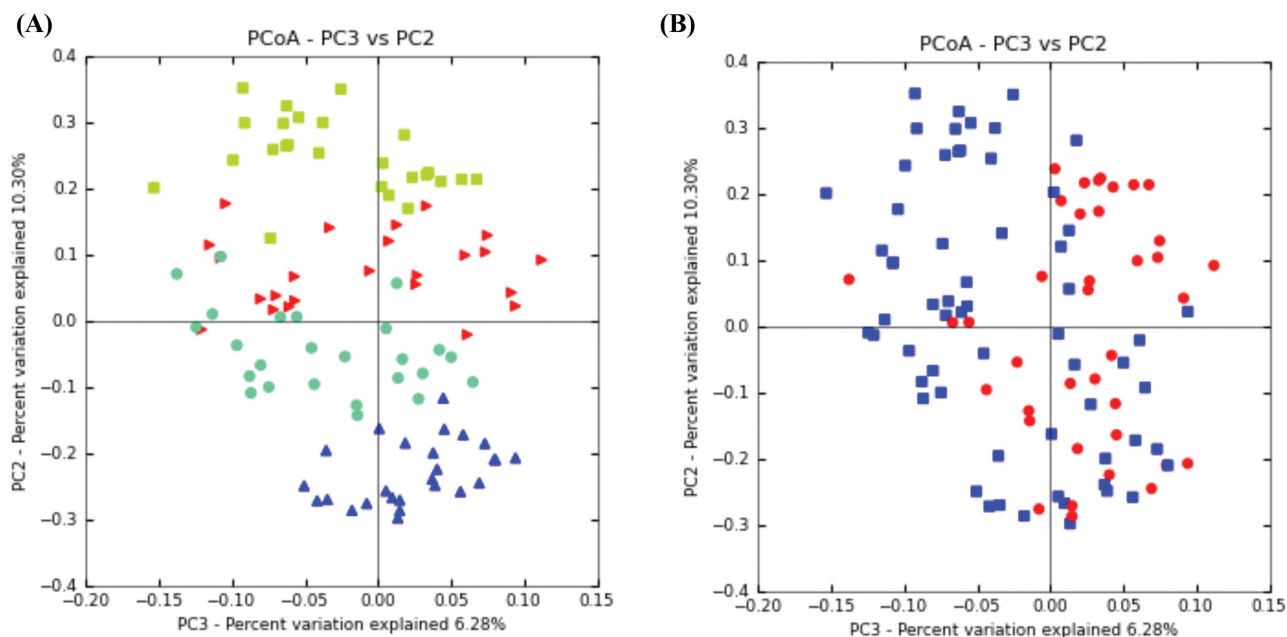 (A)
PCoA - PC3 vs PC2
0.4
0.3
0.2
0.1
0.0
−0.1
−0.2
−0.3
−0.4
PC2 - Percent variation explained 10.30%
−0.20 −0.15 −0.10 −0.05 0.00 0.05 0.10 0.15
PC3 - Percent variation explained 6.28%
(B)
PCoA - PC3 vs PC2
0.4
0.3
0.2
0.1
0.0
−0.1
−0.2
−0.3
−0.4
PC2 - Percent variation explained 10.30%
−0.20 −0.15 −0.10 −0.05 0.00 0.05 0.10 0.15
PC3 - Percent variation explained 6.28%